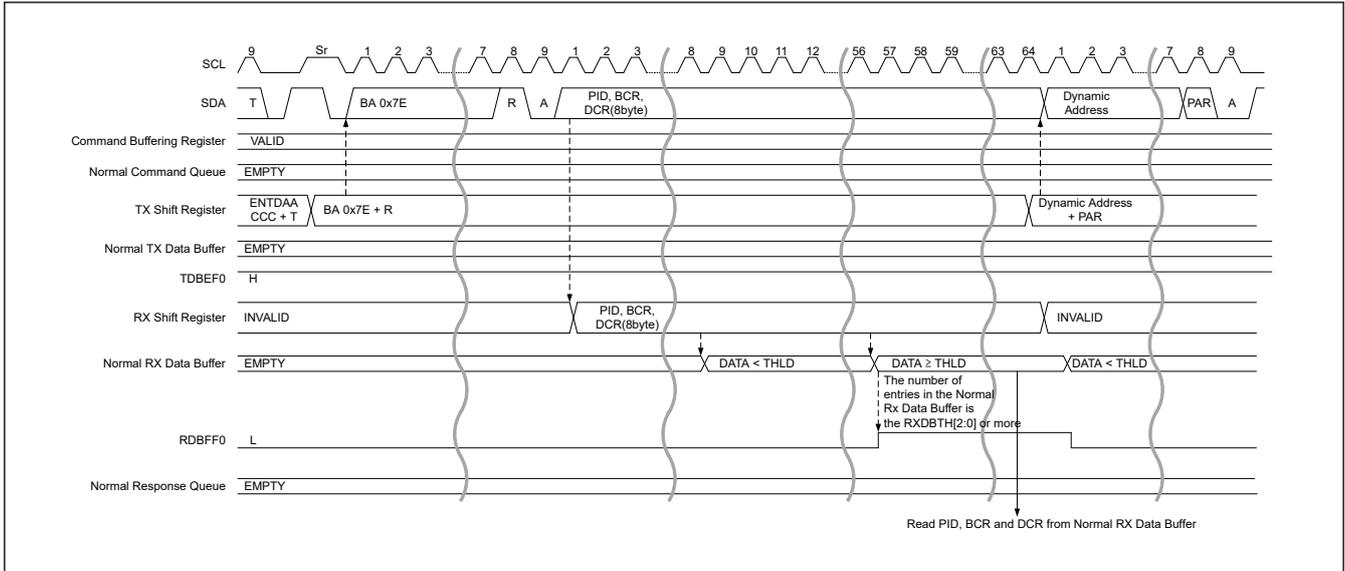 SCL 9 Sr 1 2 3 7 8 9 1 2 3 8 9 10 11 12 56 57 58 59 63 64 1 2 3 7 8 9
SDA T BA 0x7E R A PID, BCR, Dynamic PAR A
DCR(8byte) Address
Command Buffering Register VALID
Normal Command Queue EMPTY
TX Shift Register ENTDAA BA 0x7E + R Dynamic Address
CCC + T + PAR
Normal TX Data Buffer EMPTY
TDBEF0 H
RX Shift Register INVALID PID, BCR, INVALID
DCR(8byte)
Normal RX Data Buffer EMPTY DATA < THLD DATA ≥ THLD DATA < THLD
The number of
entries in the Normal
Rx Data Buffer is
the RXDBTH[2:0] or more
RDBFF0 L
Normal Response Queue EMPTY
Read PID, BCR and DCR from Normal RX Data Buffer